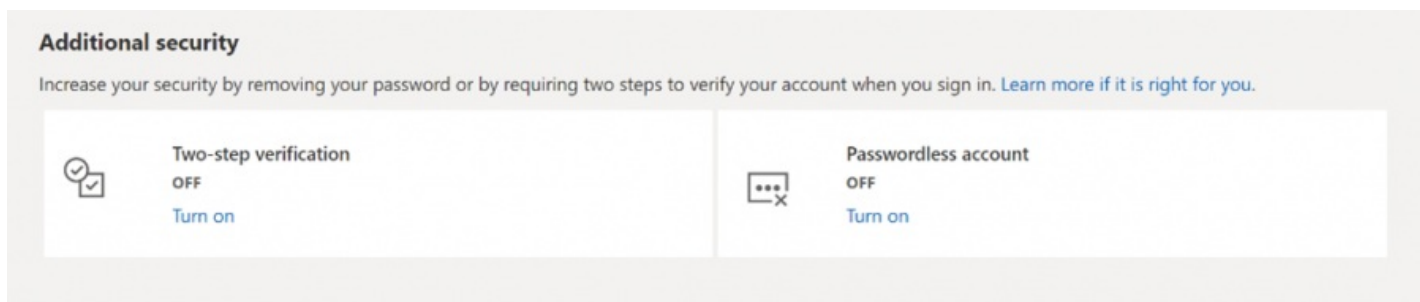 Additional security
Increase your security by removing your password or by requiring two steps to verify your account when you sign in. Learn more if it is right for you.
Two-step verification
OFF
Turn on
Passwordless account
OFF
Turn on